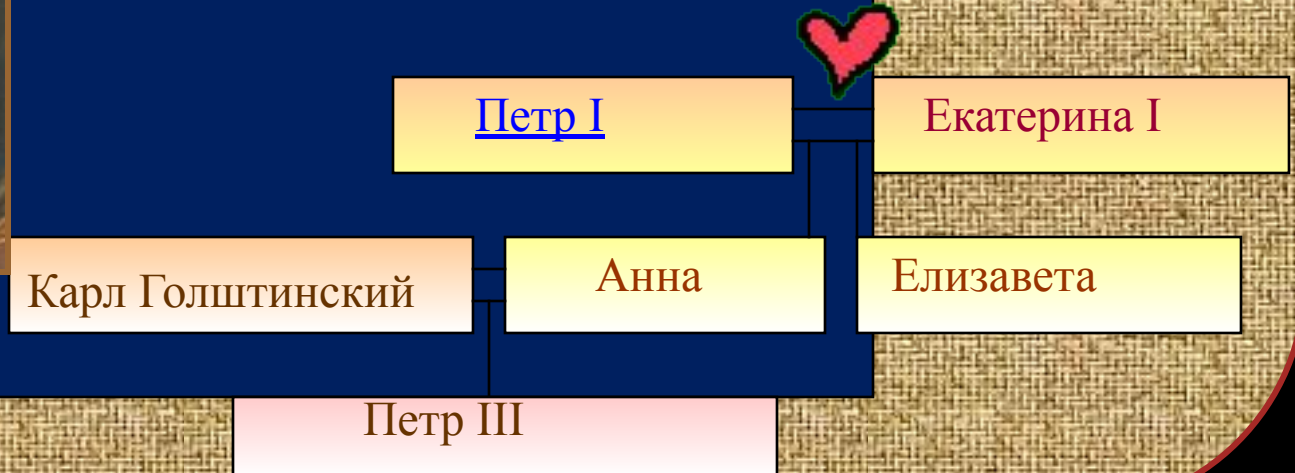 Петр I
Екатерина I
Карл Голштинский
Анна
Елизавета
Петр III